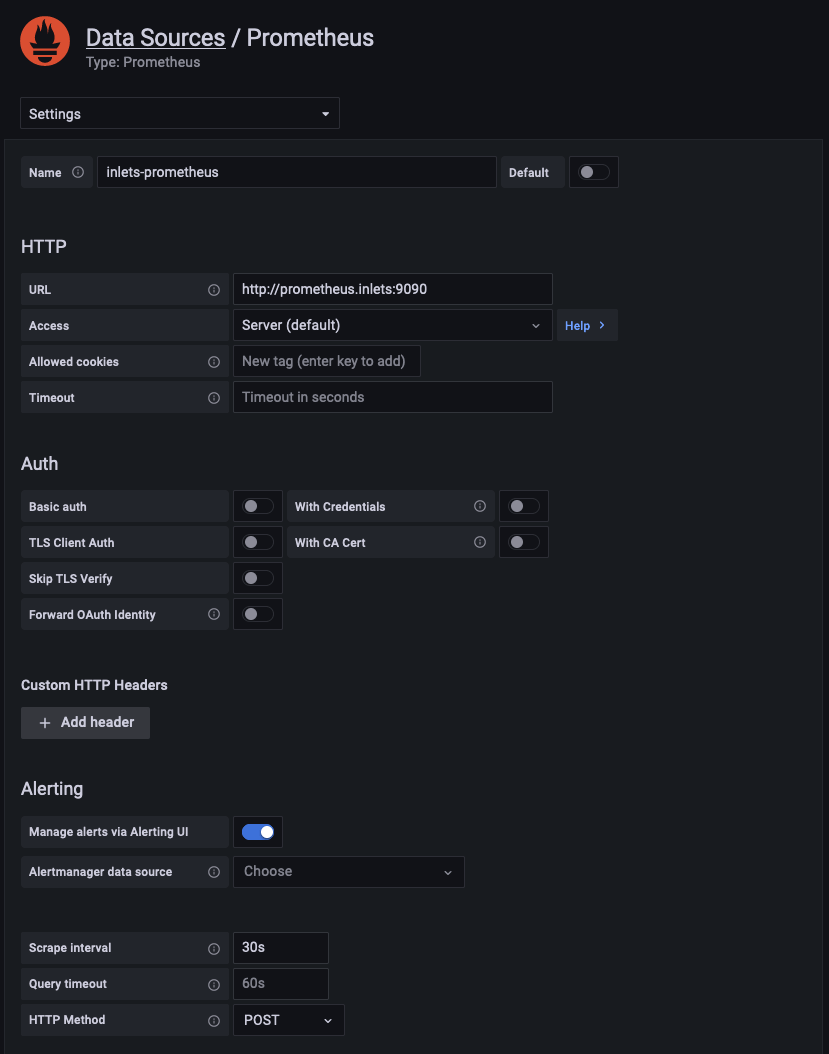 Data Sources / Prometheus
Type: Prometheus
Settings
Name inlets-prometheus Default
HTTP
URL http://prometheus.inlets:9090
Access Server (default) Help
Allowed cookies New tag (enter key to add)
Timeout Timeout in seconds
Auth
Basic auth With Credentials
TLS Client Auth With CA Cert
Skip TLS Verify
Forward OAuth Identity
Custom HTTP Headers
+ Add header
Alerting
Manage alerts via Alerting UI
Alertmanager data source Choose
Scrape interval 30s
Query timeout 60s
HTTP Method POST